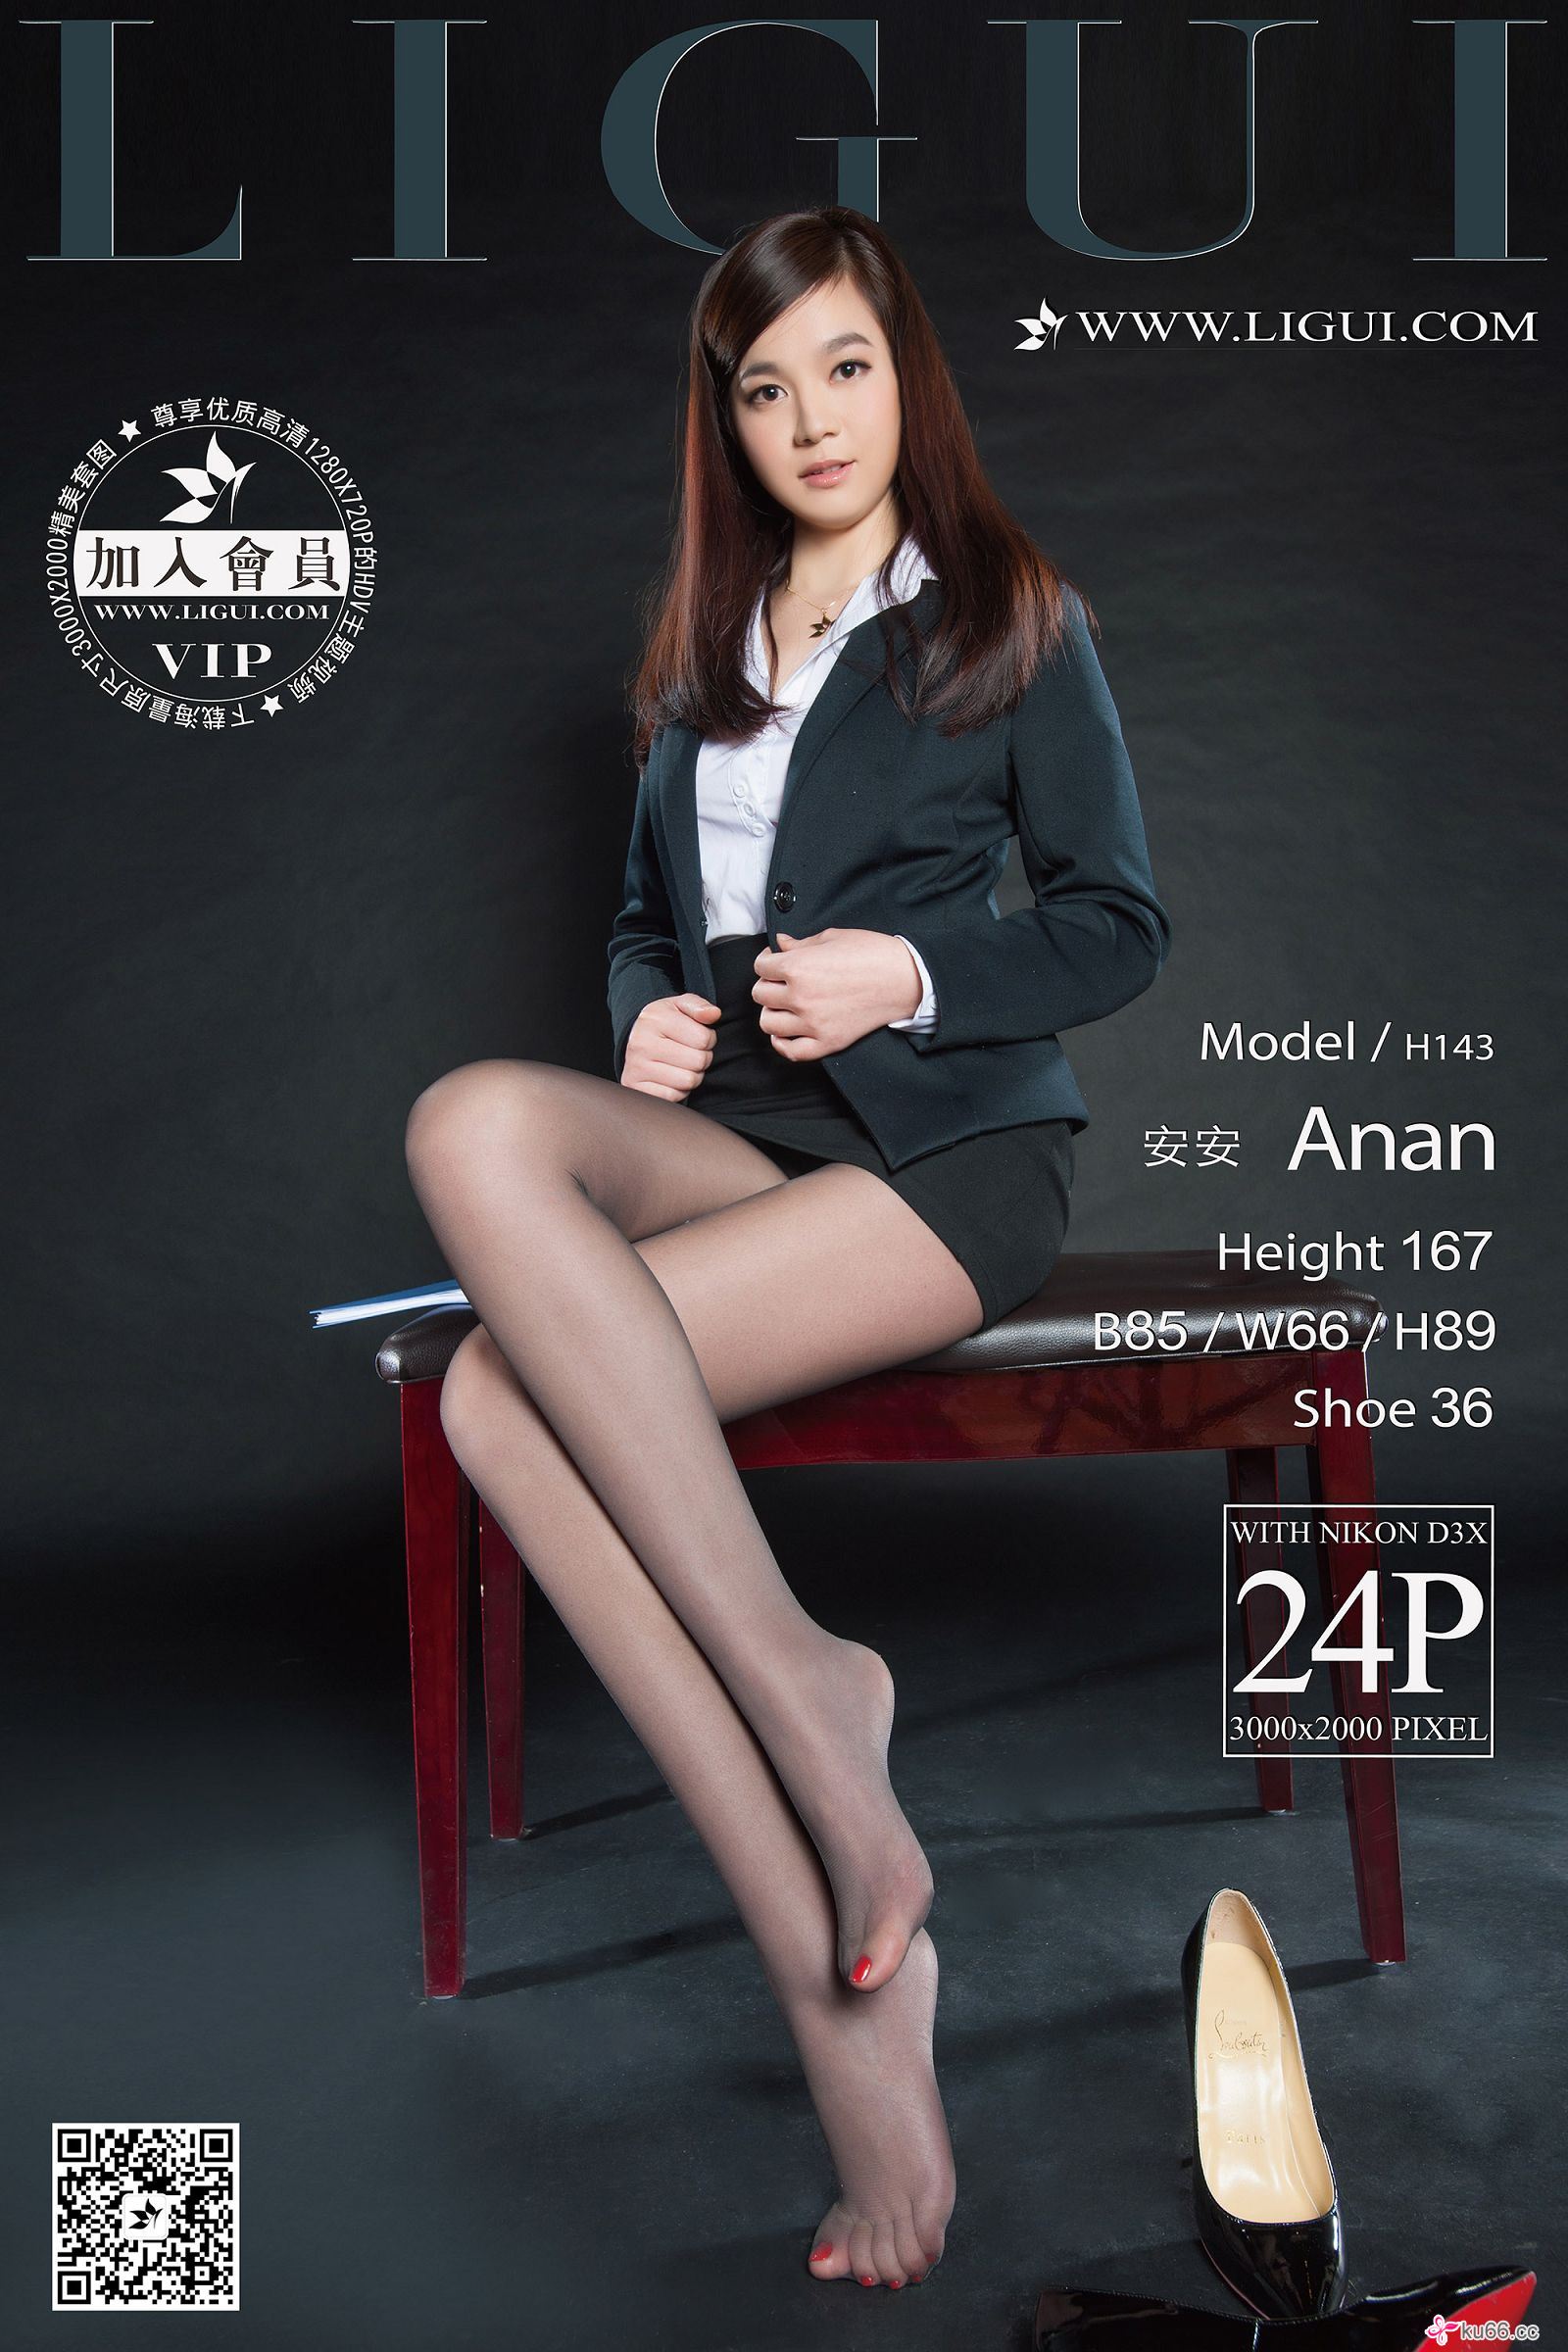 LIGUI
WWW.LIGUI.COM
尊享优质高清1280X720P的HDV主题视频
下载海量原尺寸3000X2000精美套图
加入會員
WWW.LIGUI.COM
VIP
Model / H143
安安 Anan
Height 167
B85 / W66 / H89
Shoe 36
WITH NIKON D3X
24P
3000x2000 PIXEL
Louboutin
PARIS
ku66.cc